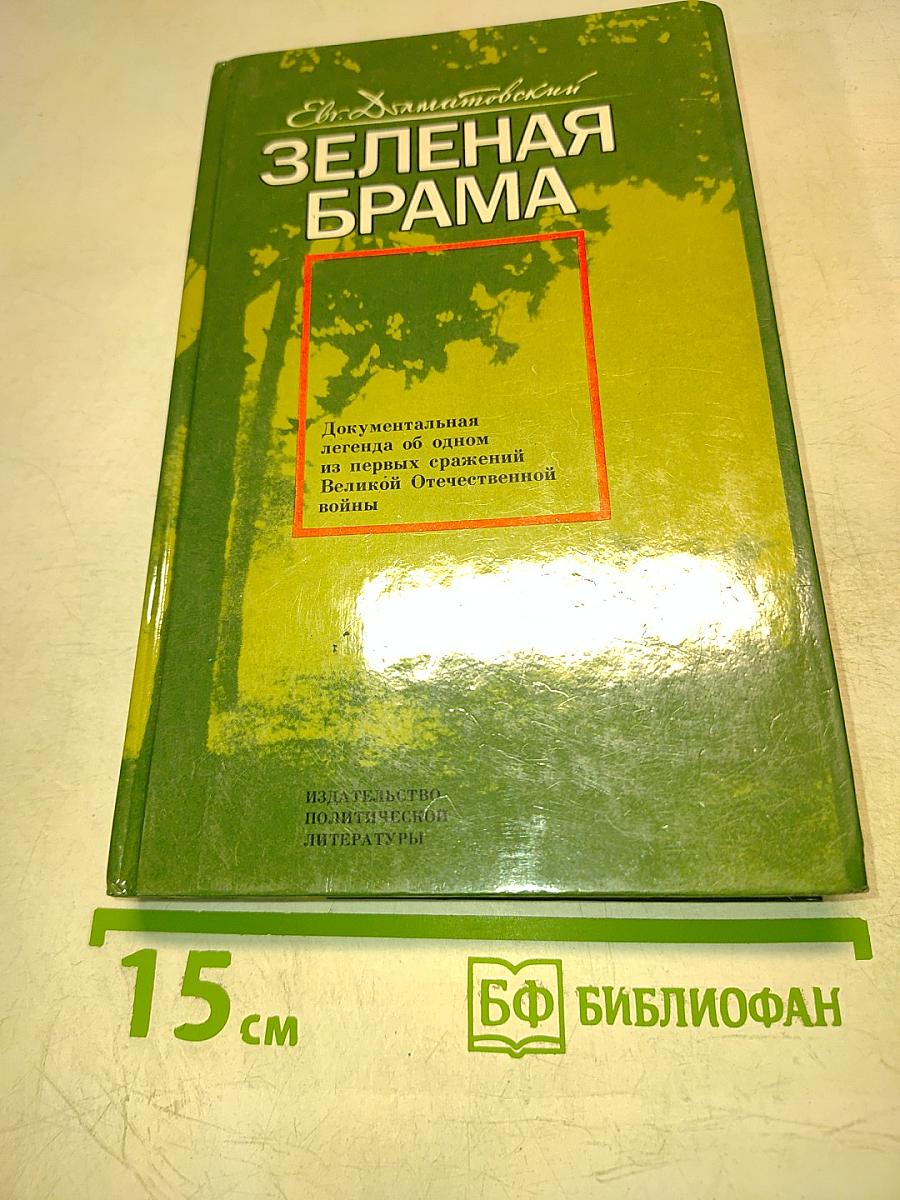 Евг. Долматовский
ЗЕЛЕНАЯ
БРАМА
Документальная
легенда об одном
из первых сражений
Великой Отечественной
войны
ИЗДАТЕЛЬСТВО
ПОЛИТИЧЕСКОЙ
ЛИТЕРАТУРЫ
15 см
БФ БИБЛИОФАН